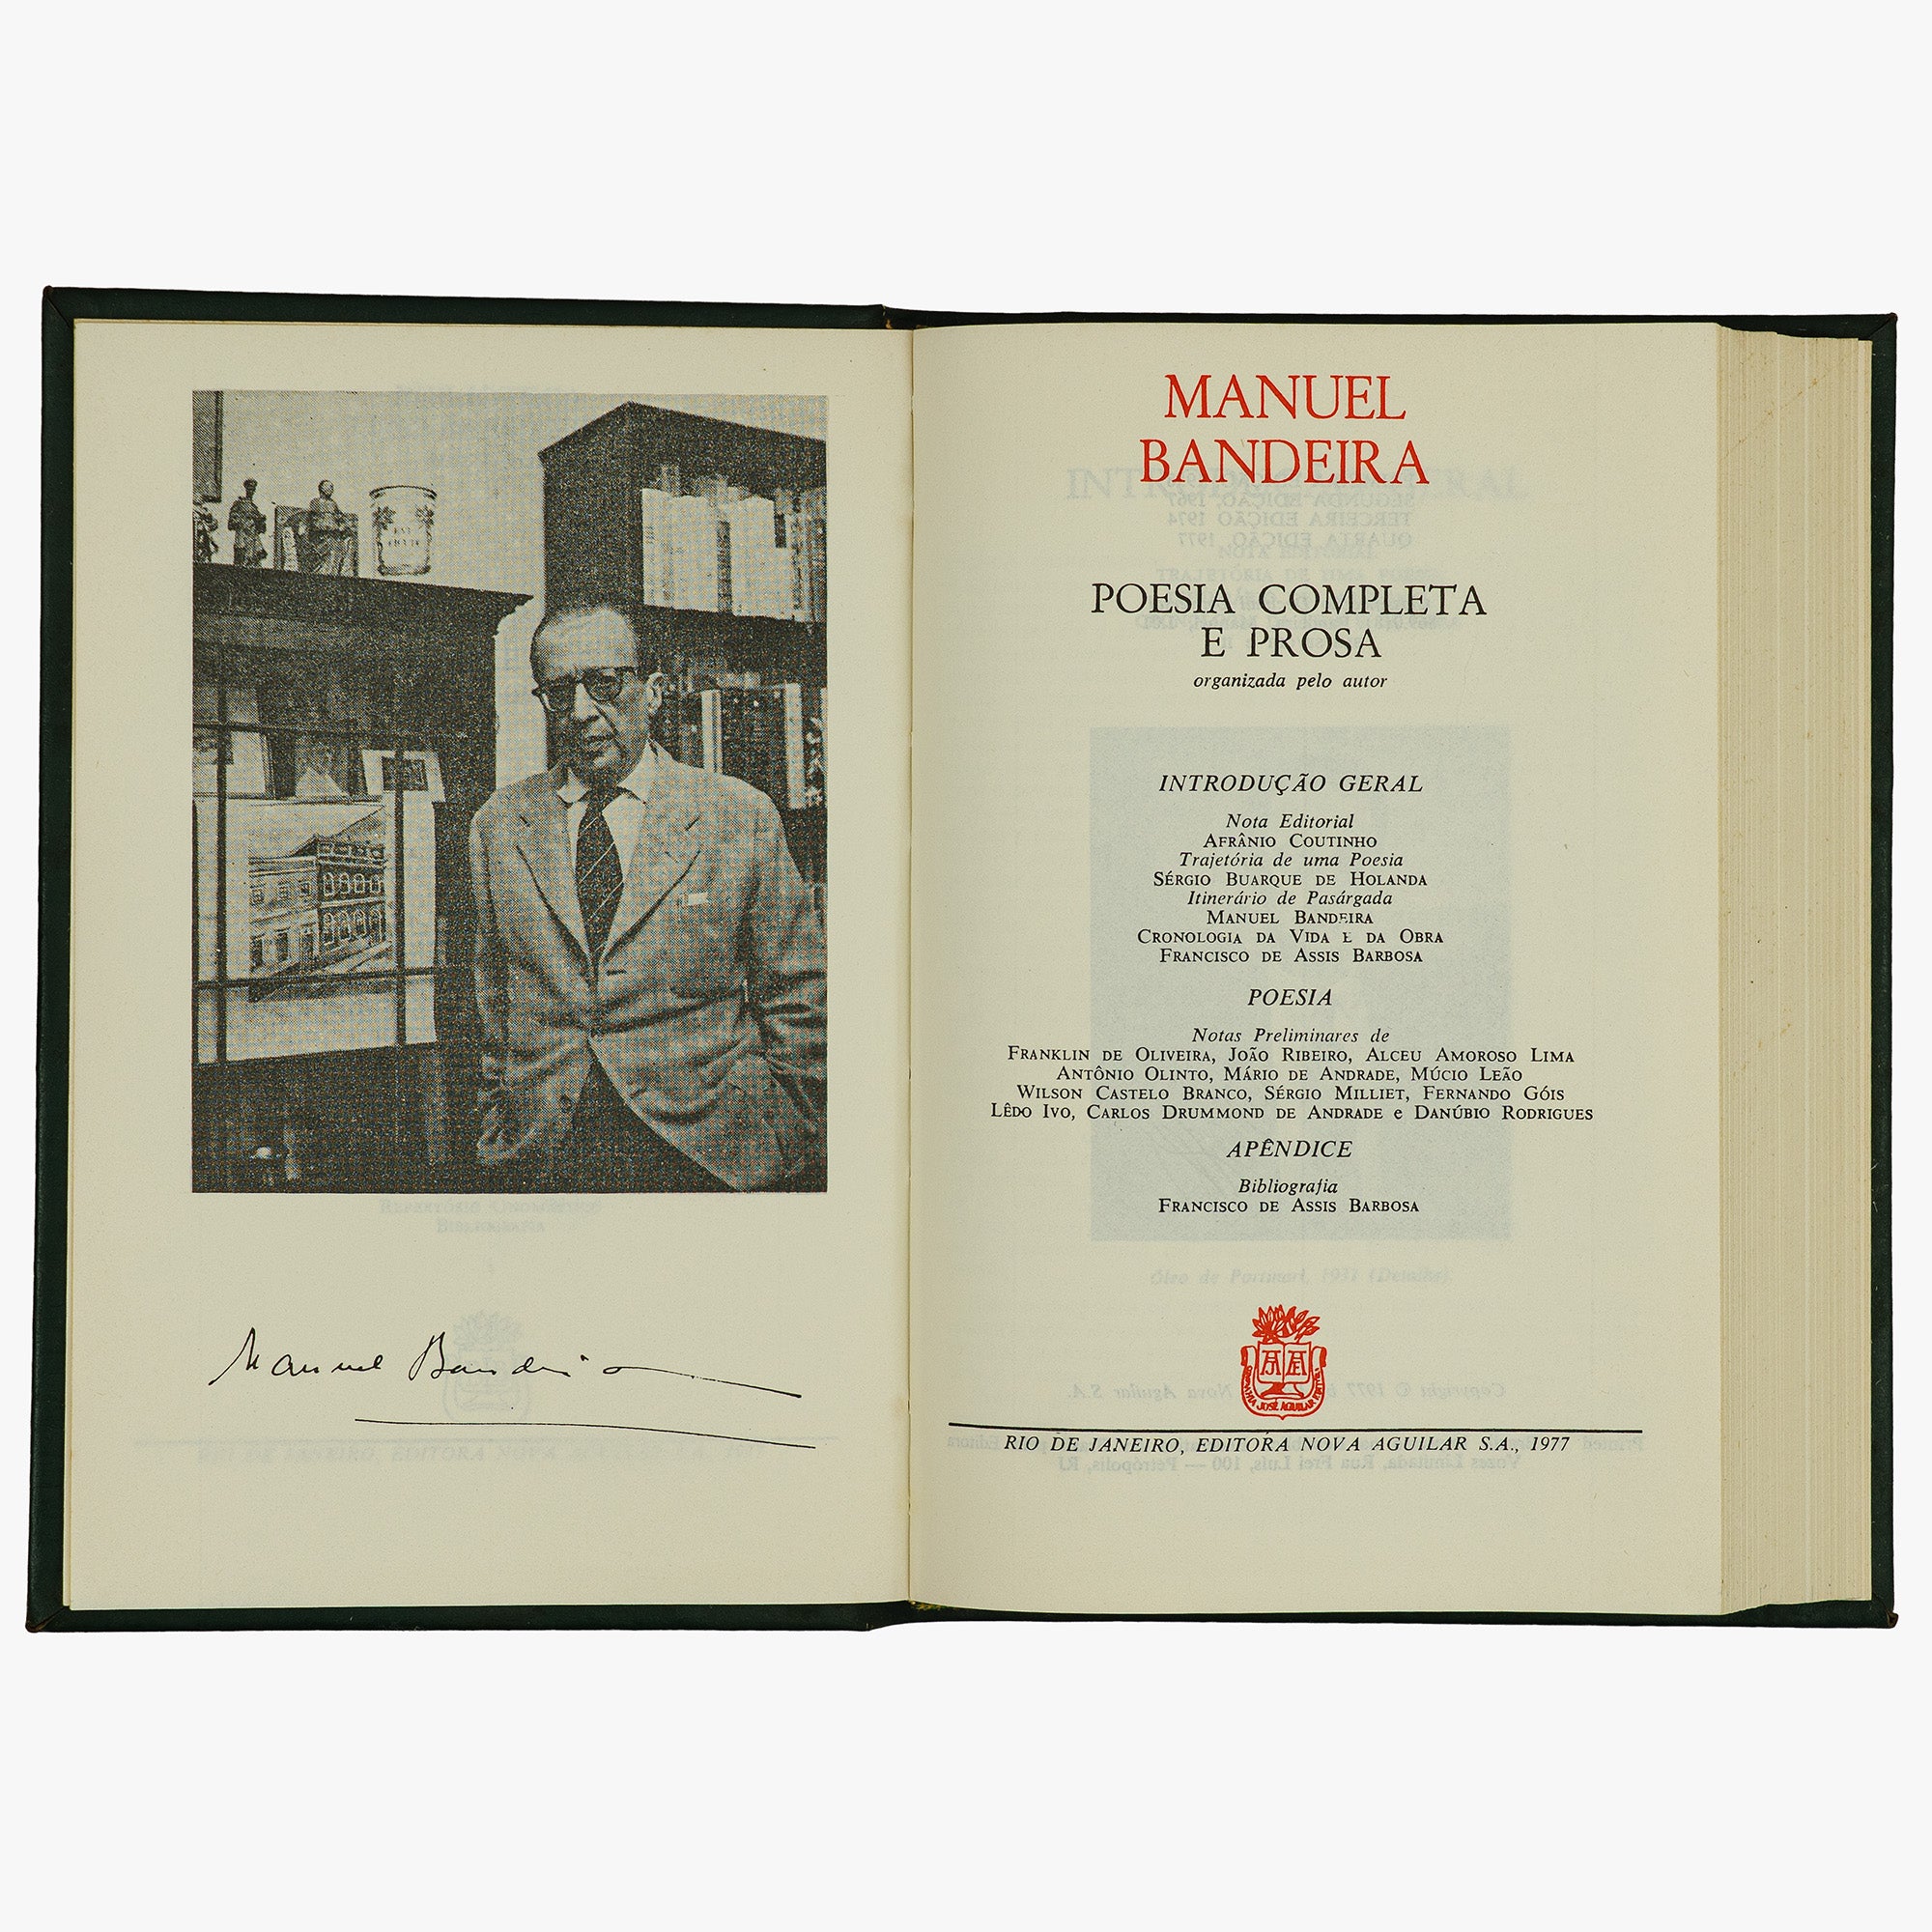 Manuel Bandeira
MANUEL
BANDEIRA
POESIA COMPLETA
E PROSA
organizada pelo autor
INTRODUÇÃO GERAL
Nota Editorial
AFRÂNIO COUTINHO
Trajetória de uma Poesia
SÉRGIO BUARQUE DE HOLANDA
Itinerário de Pasárgada
MANUEL BANDEIRA
CRONOLOGIA DA VIDA E DA OBRA
FRANCISCO DE ASSIS BARBOSA
POESIA
Notas Preliminares de
FRANKLIN DE OLIVEIRA, JOÃO RIBEIRO, ALCEU AMOROSO LIMA
ANTÔNIO OLINTO, MÁRIO DE ANDRADE, MÚCIO LEÃO
WILSON CASTELO BRANCO, SÉRGIO MILLIET, FERNANDO GÓIS
LÊDO IVO, CARLOS DRUMMOND DE ANDRADE e DANÚBIO RODRIGUES
APÊNDICE
Bibliografia
FRANCISCO DE ASSIS BARBOSA
JOSÉ AGUILAR
RIO DE JANEIRO, EDITORA NOVA AGUILAR S.A., 1977